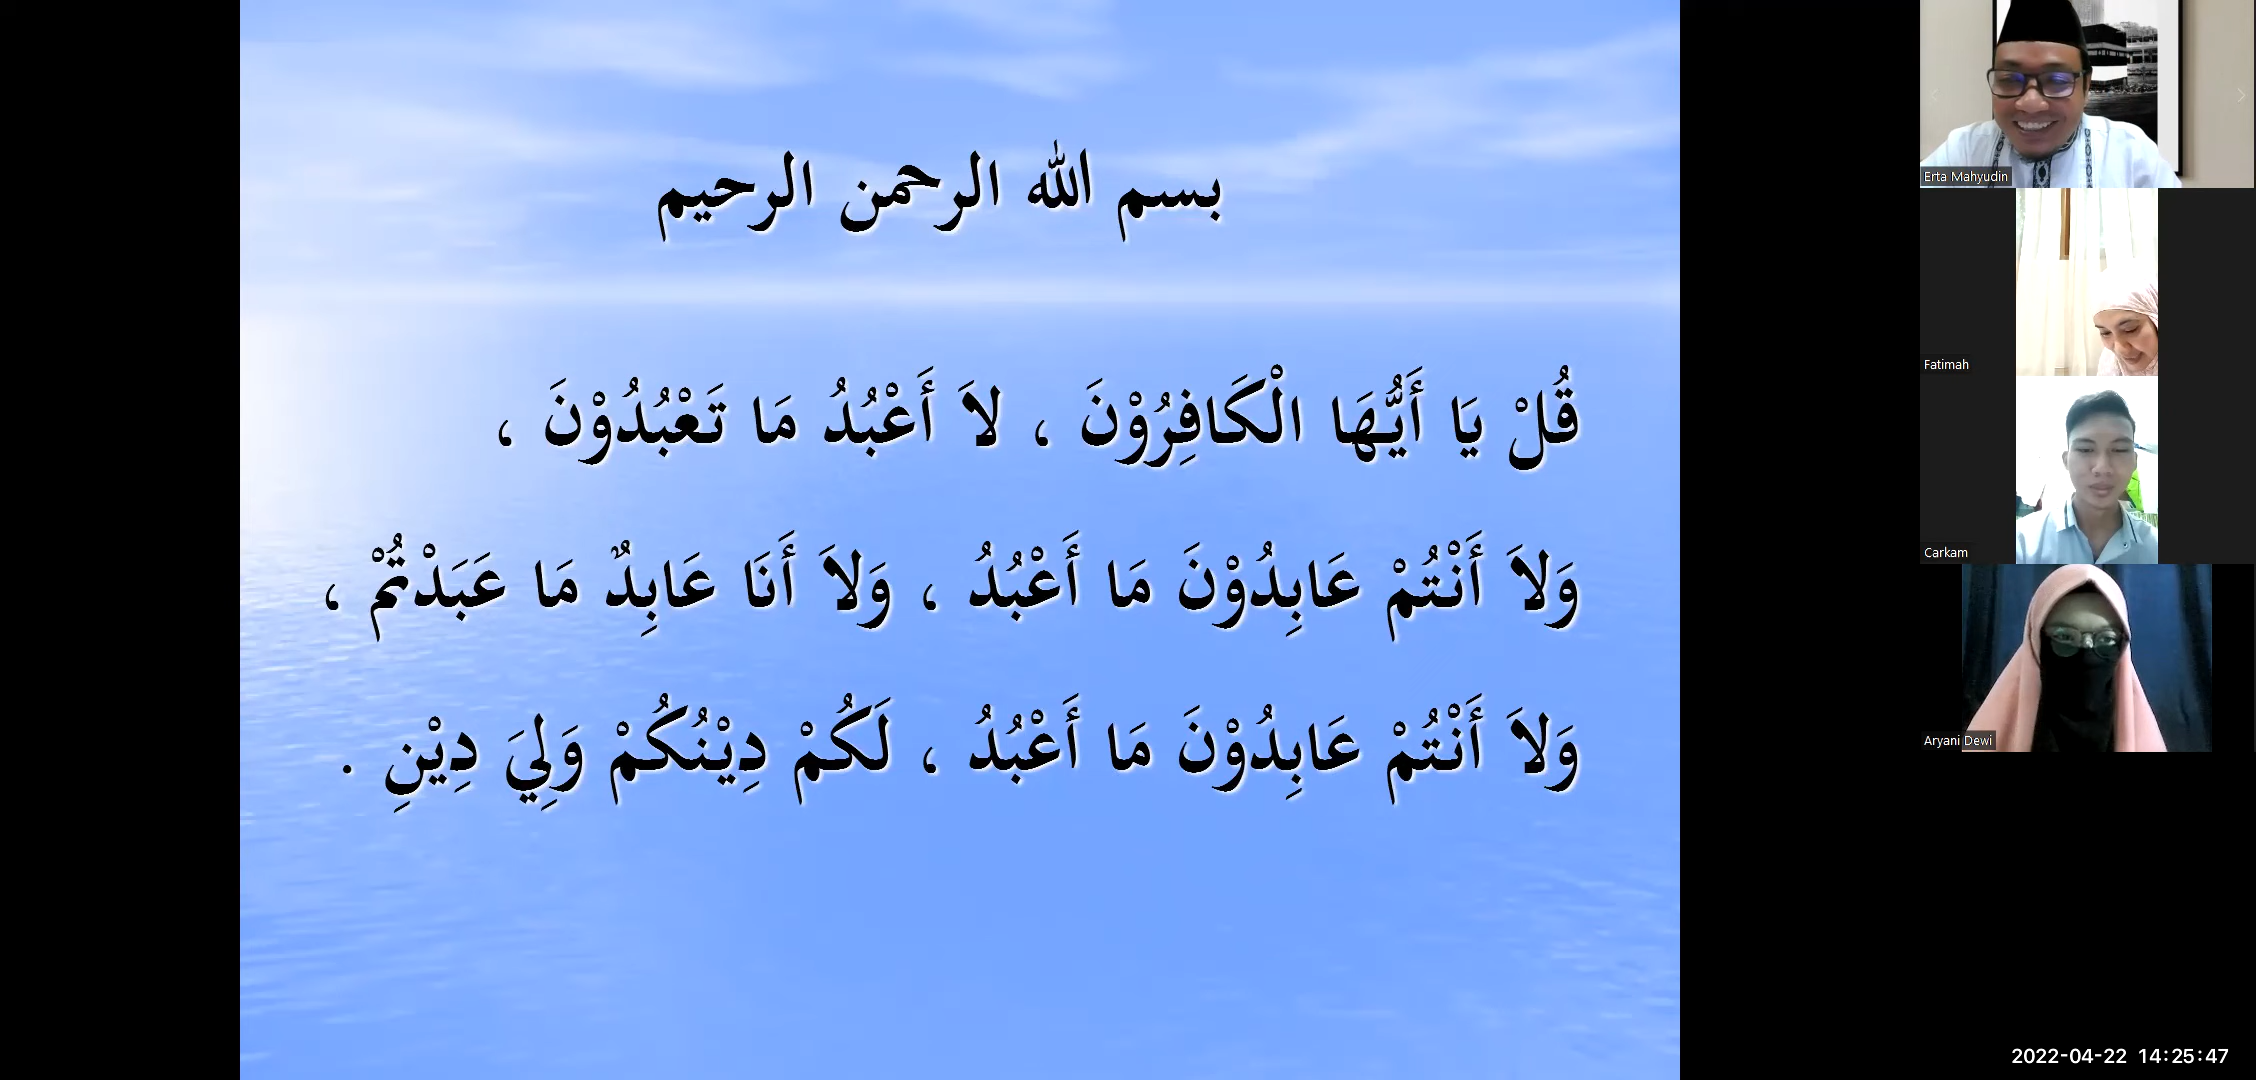 بسم الله الرحمن الرحيم
قُلْ يَا أَيُّهَا الْكَافِرُوْنَ ، لاَ أَعْبُدُ مَا تَعْبُدُوْنَ ،
وَلاَ أَنْتُمْ عَابِدُوْنَ مَا أَعْبُدُ ، وَلاَ أَنَا عَابِدٌ مَا عَبَدْتُمْ ،
وَلاَ أَنْتُمْ عَابِدُوْنَ مَا أَعْبُدُ ، لَكُمْ دِيْنُكُمْ وَلِيَ دِيْنِ .
Erta Mahyudin
Fatimah
Carkam
Aryani Dewi
2022-04-22 14:25:47